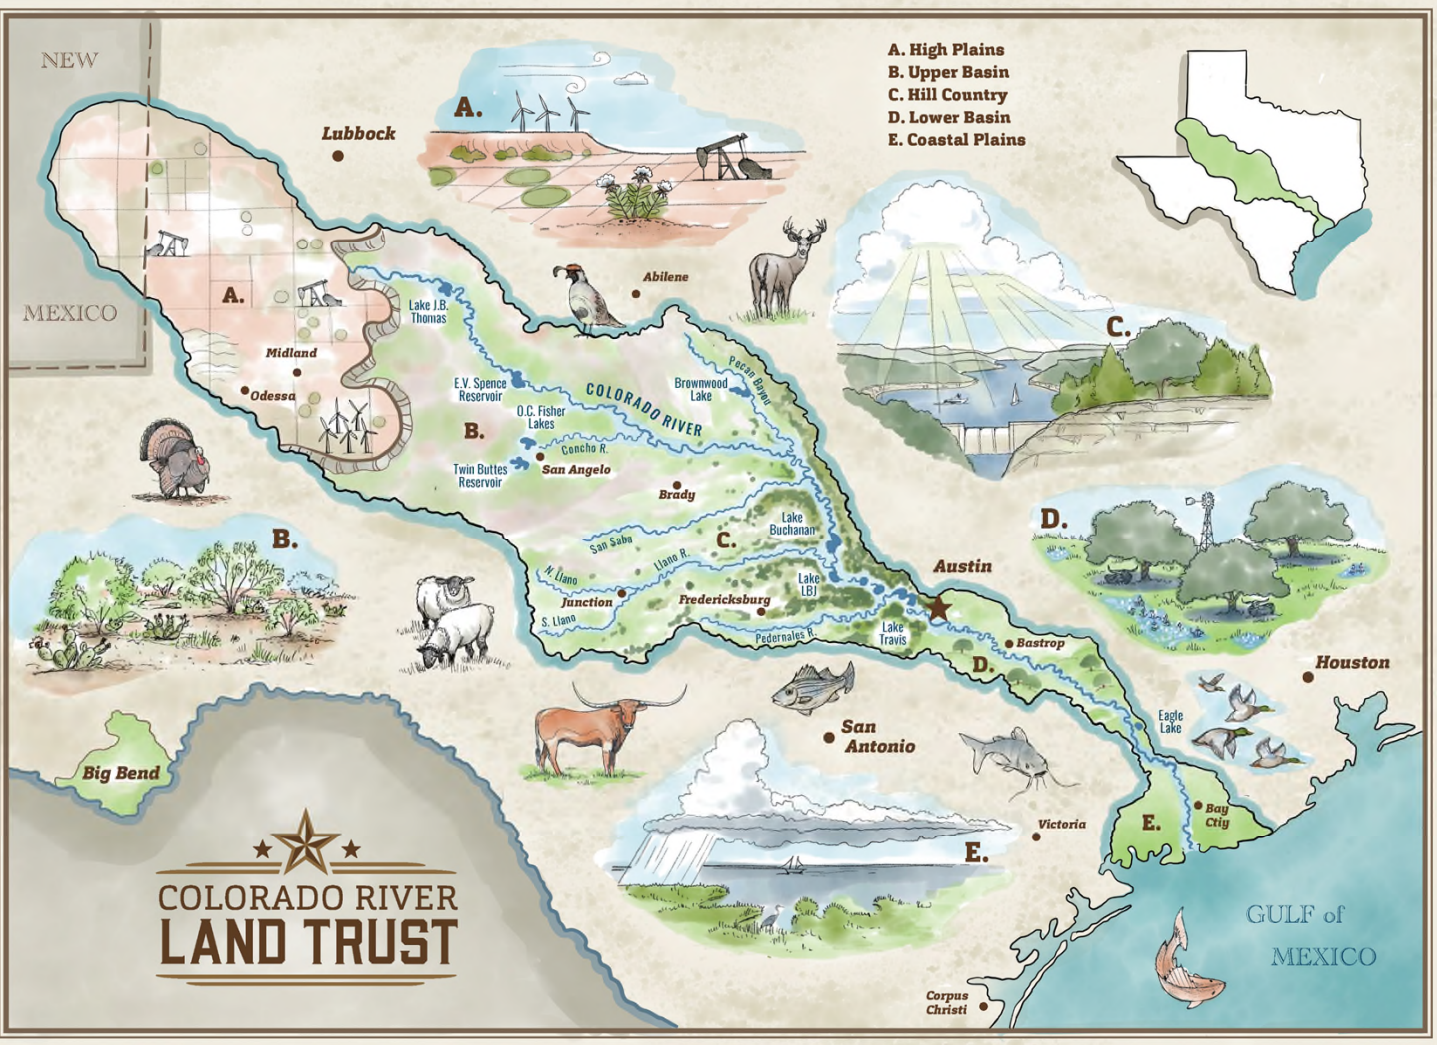 NEW
MEXICO
Lubbock
A.
A. High Plains
B. Upper Basin
C. Hill Country
D. Lower Basin
E. Coastal Plains
Abilene
A.
Midland
Odessa
Lake J.B.
Thomas
E.V. Spence
Reservoir
O.C. Fisher
Lakes
COLORADO RIVER
Brownwood
Lake
Pecan Bayou
C.
B.
Concho R.
San Angelo
Twin Buttes
Reservoir
Brady
B.
San Saba
C.
Lake
Buchanan
D.
N. Llano
Llano R.
Junction
S. Llano
Fredericksburg
Lake
LBJ
Pedernales R.
Lake
Travis
Austin
Bastrop
D.
Houston
Eagle
Lake
San
Antonio
Big Bend
E.
Victoria
E.
Bay
Ctiy
COLORADO RIVER
LAND TRUST
GULF of
MEXICO
Corpus
Christi